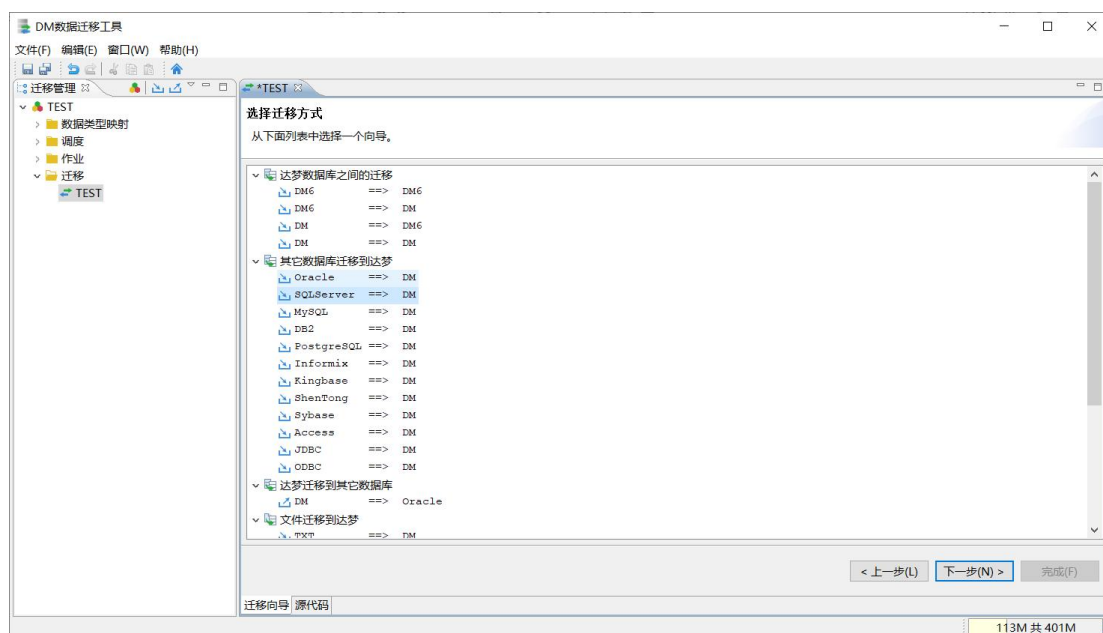 DM数据迁移工具
文件(F) 编辑(E) 窗口(W) 帮助(H)
迁移管理
*TEST
TEST
数据类型映射
调度
作业
迁移
TEST
选择迁移方式
从下面列表中选择一个向导。
达梦数据库之间的迁移
DM6 ==> DM6
DM6 ==> DM
DM ==> DM6
DM ==> DM
其它数据库迁移到达梦
Oracle ==> DM
SQLServer ==> DM
MySQL ==> DM
DB2 ==> DM
PostgreSQL ==> DM
Informix ==> DM
Kingbase ==> DM
ShenTong ==> DM
Sybase ==> DM
Access ==> DM
JDBC ==> DM
ODBC ==> DM
达梦迁移到其它数据库
DM ==> Oracle
文件迁移到达梦
TXT ==> DM
< 上一步(L) 下一步(N) > 完成(F)
迁移向导 源代码
113M 共 401M